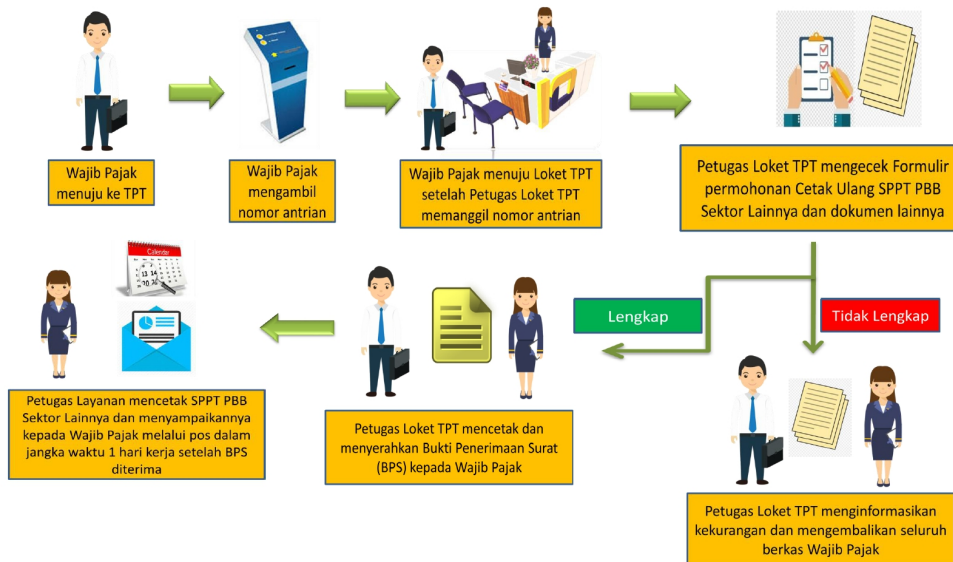 Wajib Pajak
menuju ke TPT
Wajib Pajak
mengambil
nomor antrian
Wajib Pajak menuju Loket TPT
setelah Petugas Loket TPT
memanggil nomor antrian
Petugas Loket TPT mengecek Formulir
permohonan Cetak Ulang SPPT PBB
Sektor Lainnya dan dokumen lainnya
Lengkap
Tidak Lengkap
Calendar
13 14
20 26
Petugas Layanan mencetak SPPT PBB
Sektor Lainnya dan menyampaikannya
kepada Wajib Pajak melalui pos dalam
jangka waktu 1 hari kerja setelah BPS
diterima
Petugas Loket TPT mencetak dan
menyerahkan Bukti Penerimaan Surat
(BPS) kepada Wajib Pajak
Petugas Loket TPT menginformasikan
kekurangan dan mengembalikan seluruh
berkas Wajib Pajak